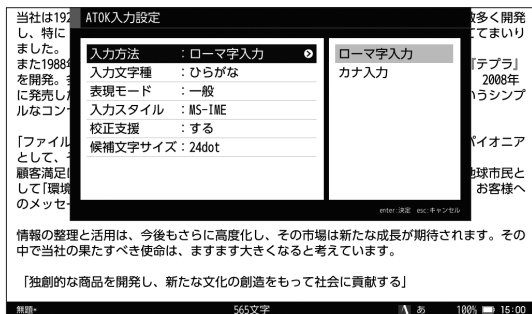 当社は192
ATOK入力設定
数多く開発
し、特に
ててまいり
ました。
入力方法 ：ローマ字入力
ローマ字入力
また1988
『テプラ』
入力文字種 ：ひらがな
カナ入力
を開発。
2008年
表現モード ：一般
に発売し
いうシンプ
入力スタイル ：MS-IME
ルなコン
校正支援 ：する
「ファイル
パイオニア
候補文字サイズ：24dot
として、
顧客満足
地球市民と
して「環境
お客様へ
のメッセー
enter:決定 esc:キャンセル
情報の整理と活用は、今後もさらに高度化し、その市場は新たな成長が期待されます。その
中で当社の果たすべき使命は、ますます大きくなると考えています。
「独創的な商品を開発し、新たな文化の創造をもって社会に貢献する」
無題*
565文字
あ
100%
15:00